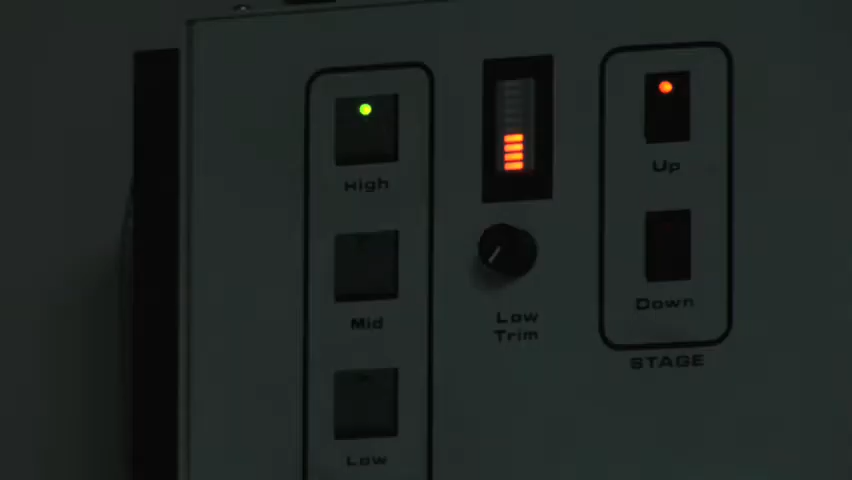 High
Mid
Low
Low
Trim
Up
Down
STAGE